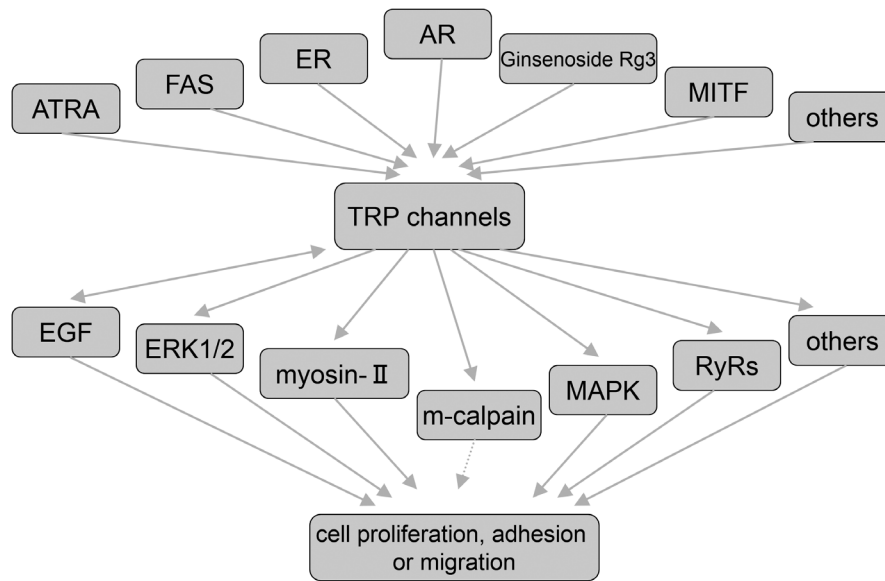 ATRA
FAS
ER
AR
Ginsenoside Rg3
MITF
others
TRP channels
EGF
ERK1/2
myosin-Ⅱ
m-calpain
MAPK
RyRs
others
cell proliferation, adhesion
or migration